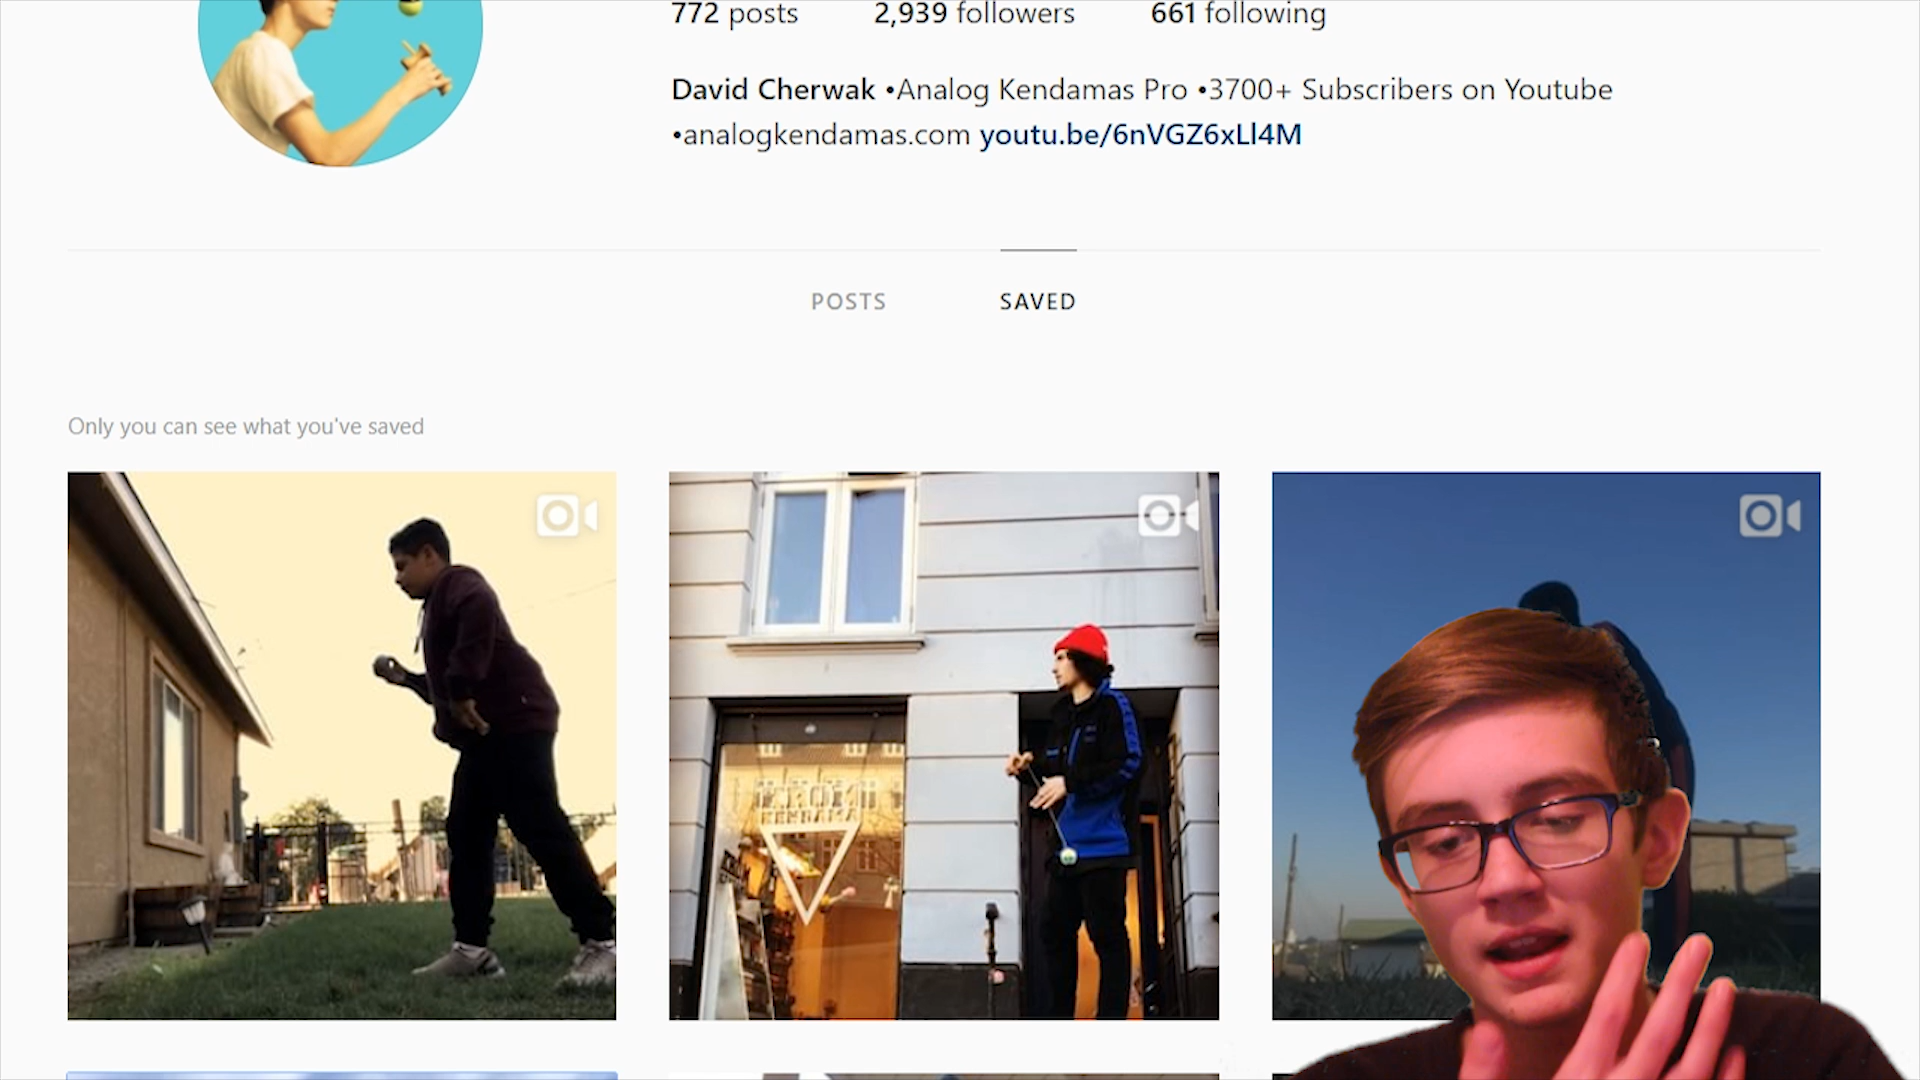 772 posts 2,939 followers 661 following
David Cherwak •Analog Kendamas Pro •3700+ Subscribers on Youtube
•analogkendamas.com youtu.be/6nVGZ6xLl4M
POSTS SAVED
Only you can see what you've saved
KENDAMA